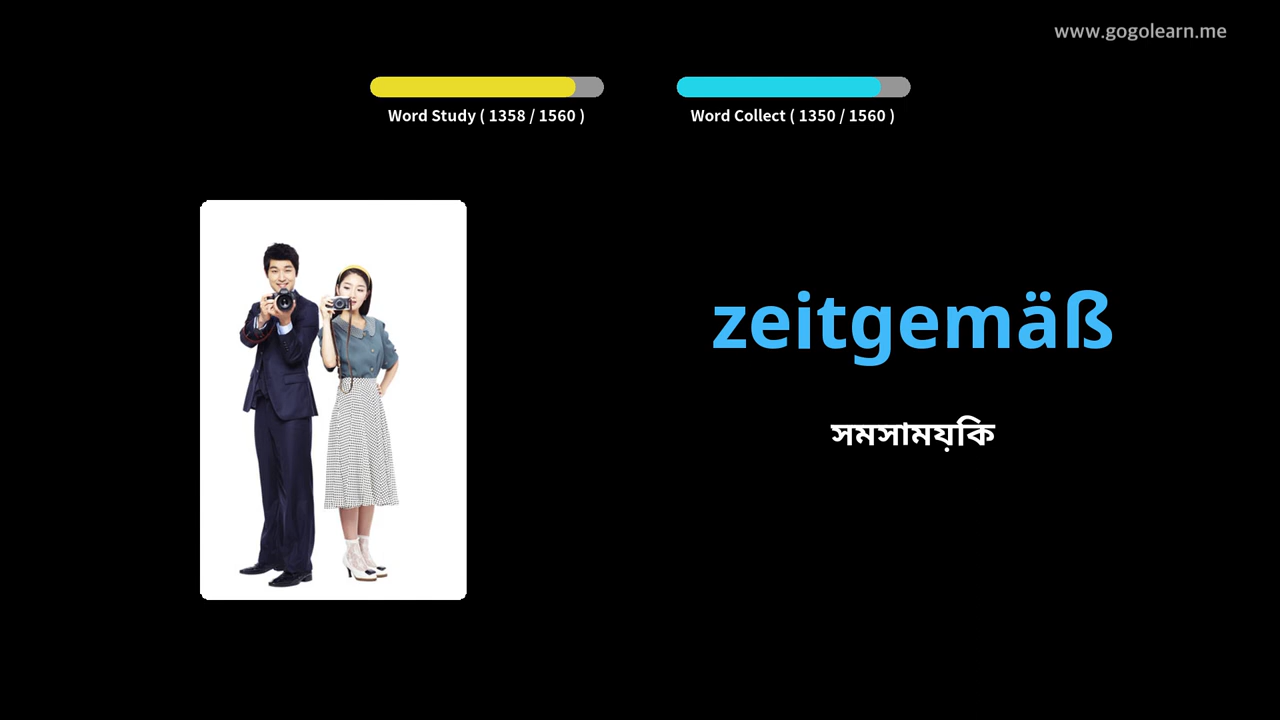 www.gogolearn.me
Word Study ( 1358 / 1560 )
Word Collect ( 1350 / 1560 )
zeitgemäß
সমসাময়কি